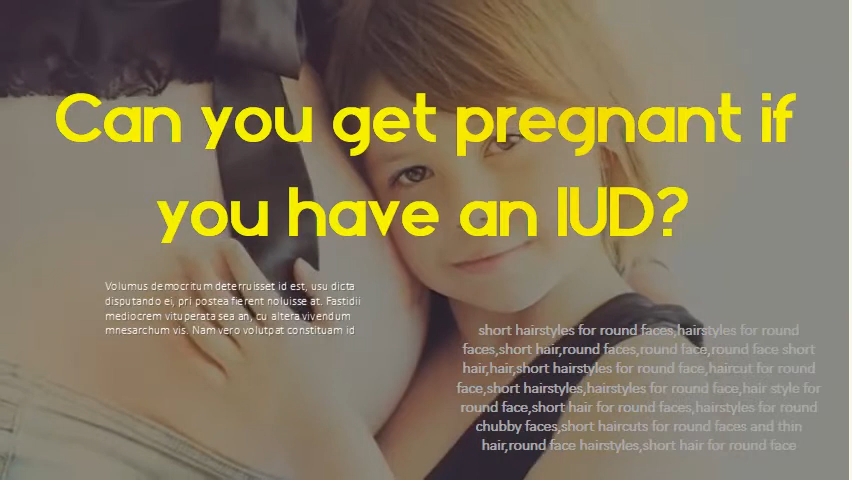 Can you get pregnant if
you have an IUD?
Volumus democritum deterruisset id est, usu dicta
disputando ei, pri postea fierent noluisse at. Fastidii
mediocrem vituperata sea an, cu altera vivendum
mnesarchum vis. Nam vero volutpat constituam id
short hairstyles for round faces,hairstyles for round
faces,short hair,round faces,round face,round face short
hair,hair,short hairstyles for round face,haircut for round
face,short hairstyles,hairstyles for round face,hair style for
round face,short hair for round faces,hairstyles for round
chubby faces,short haircuts for round faces and thin
hair,round face hairstyles,short hair for round face